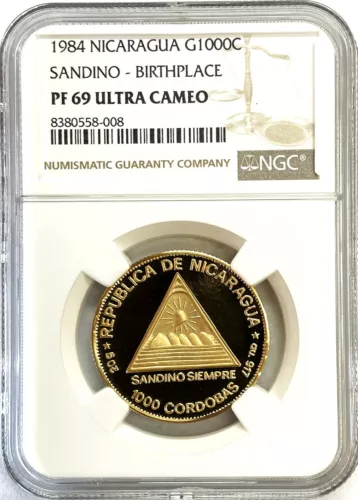 1984 NICARAGUA G1000C
SANDINO - BIRTHPLACE
PF 69 ULTRA CAMEO
8380558-008
NUMISMATIC GUARANTY COMPANY
NGC®
REPUBLICA DE NICARAGUA
20 g
SANDINO SIEMPRE
1000 CORDOBAS